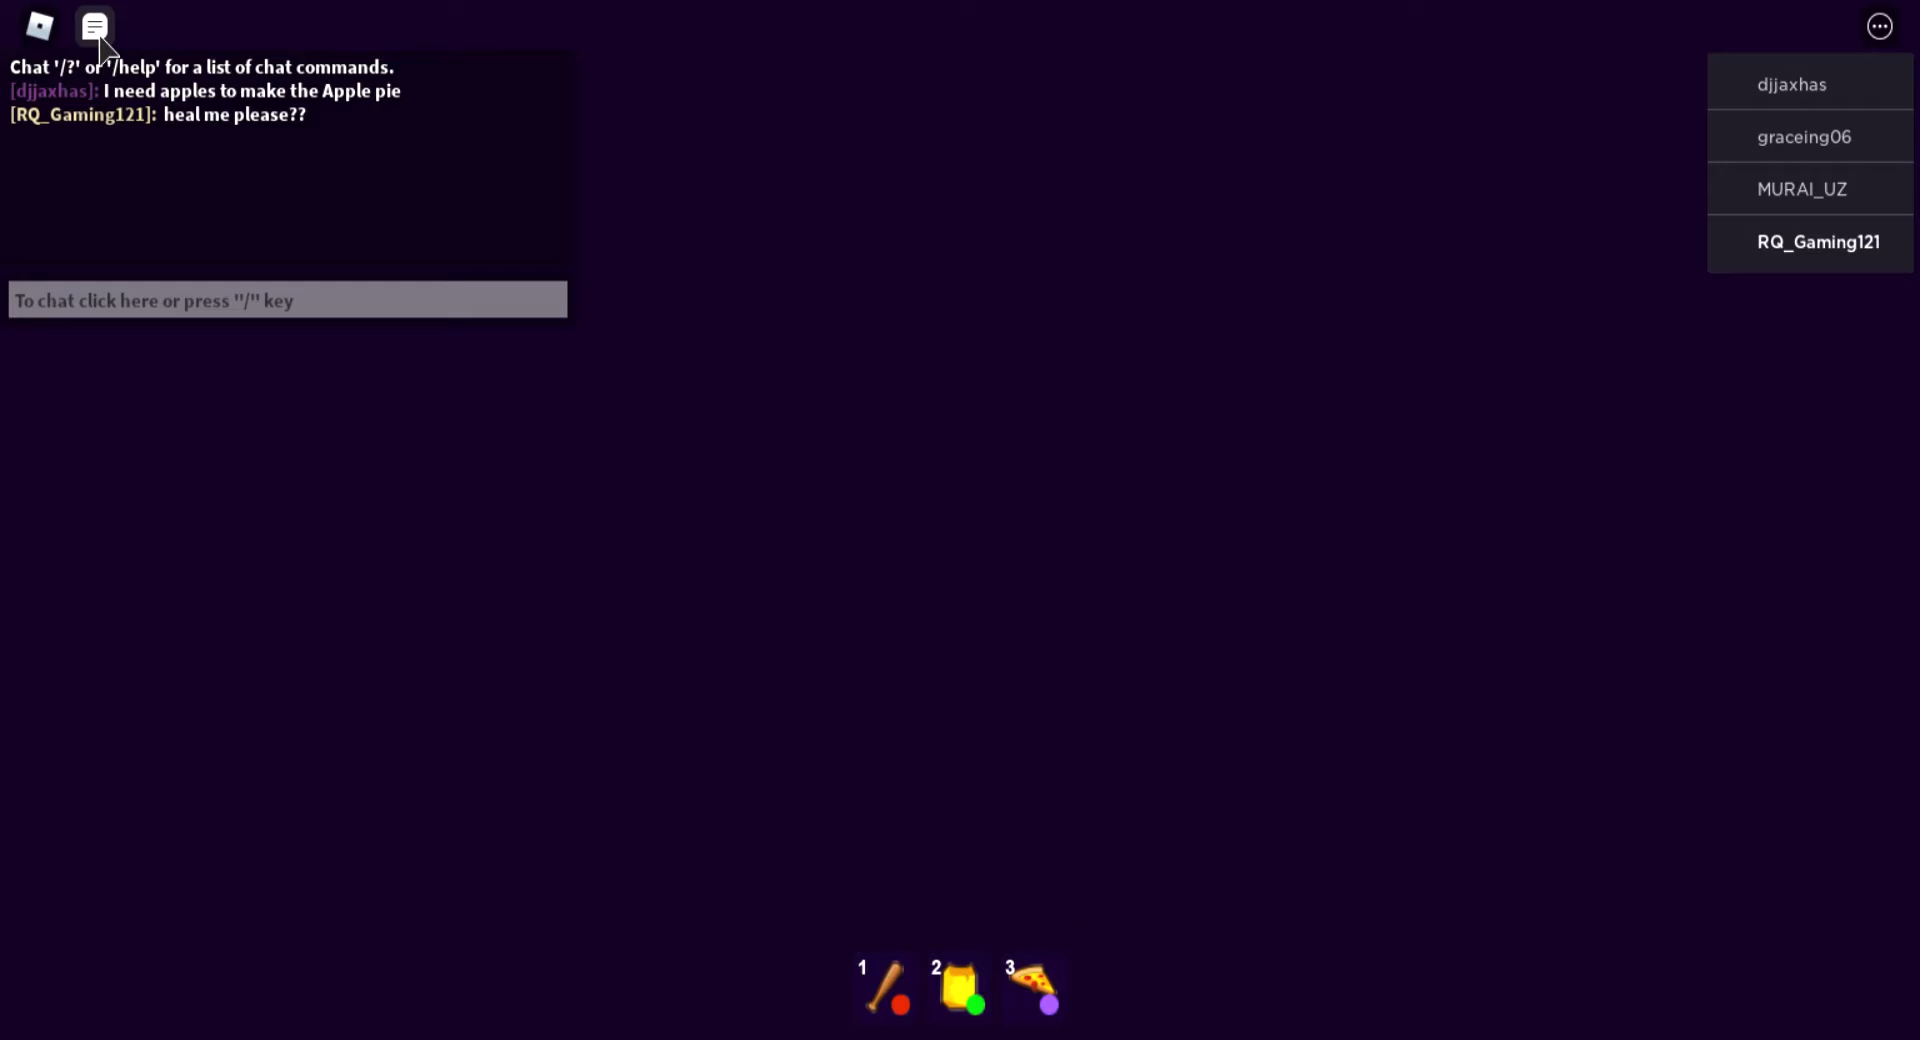 Chat '/?' or '/help' for a list of chat commands.
[djjaxhas]: I need apples to make the Apple pie
[RQ_Gaming121]: heal me please??
To chat click here or press "/" key
djjaxhas
graceing06
MURAI_UZ
RQ_Gaming121
1 2 3